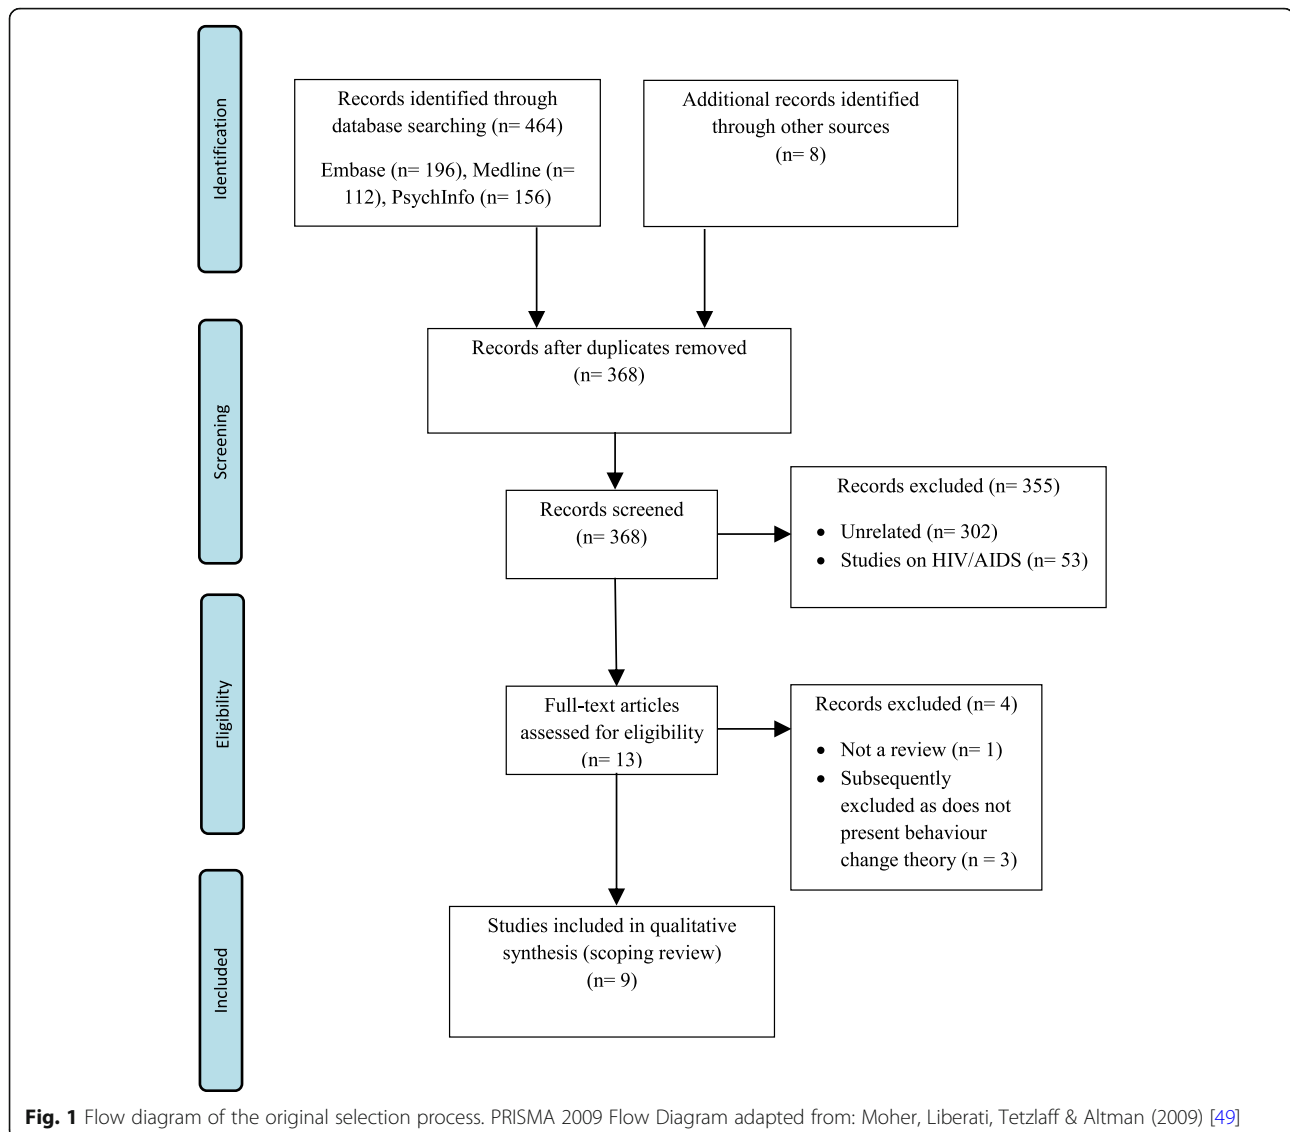 Identification
Records identified through
database searching (n= 464)
Embase (n= 196), Medline (n=
112), PsychInfo (n= 156)
Additional records identified
through other sources
(n= 8)
Screening
Records after duplicates removed
(n= 368)
Records screened
(n= 368)
Records excluded (n= 355)
• Unrelated (n= 302)
• Studies on HIV/AIDS (n= 53)
Eligibility
Full-text articles
assessed for eligibility
(n= 13)
Records excluded (n= 4)
• Not a review (n= 1)
• Subsequently
excluded as does not
present behaviour
change theory (n = 3)
Included
Studies included in qualitative
synthesis (scoping review)
(n= 9)
Fig. 1 Flow diagram of the original selection process. PRISMA 2009 Flow Diagram adapted from: Moher, Liberati, Tetzlaff & Altman (2009) [49]